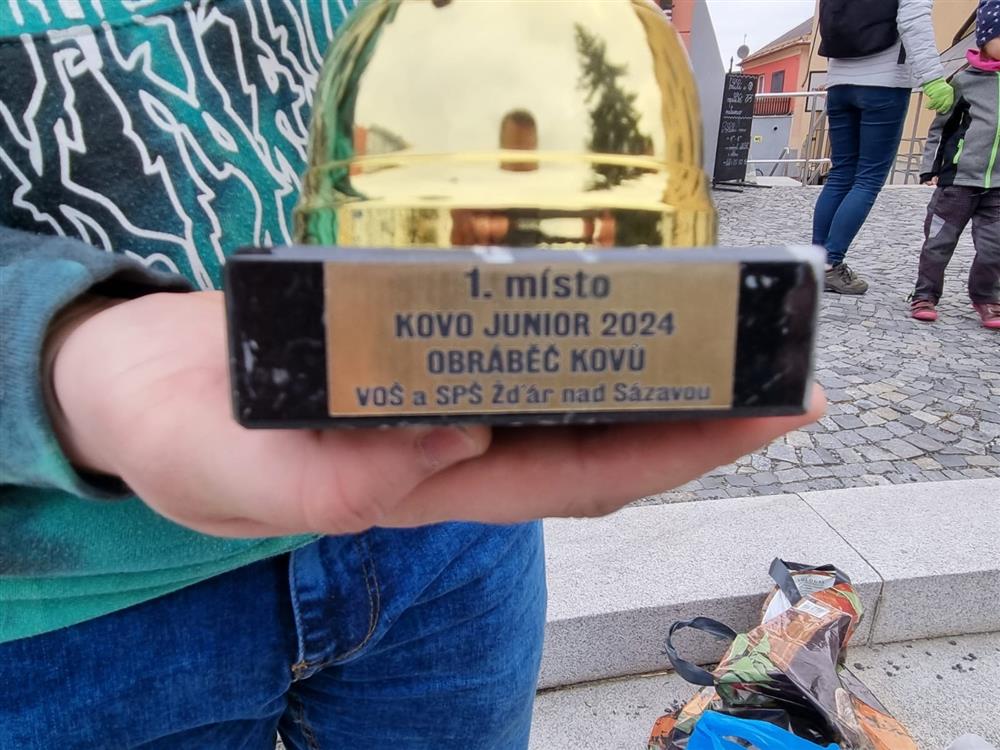 1. místo
KOVO JUNIOR 2024
OBRÁBĚČ KOVŮ
VOŠ a SPŠ Žďár nad Sázavou